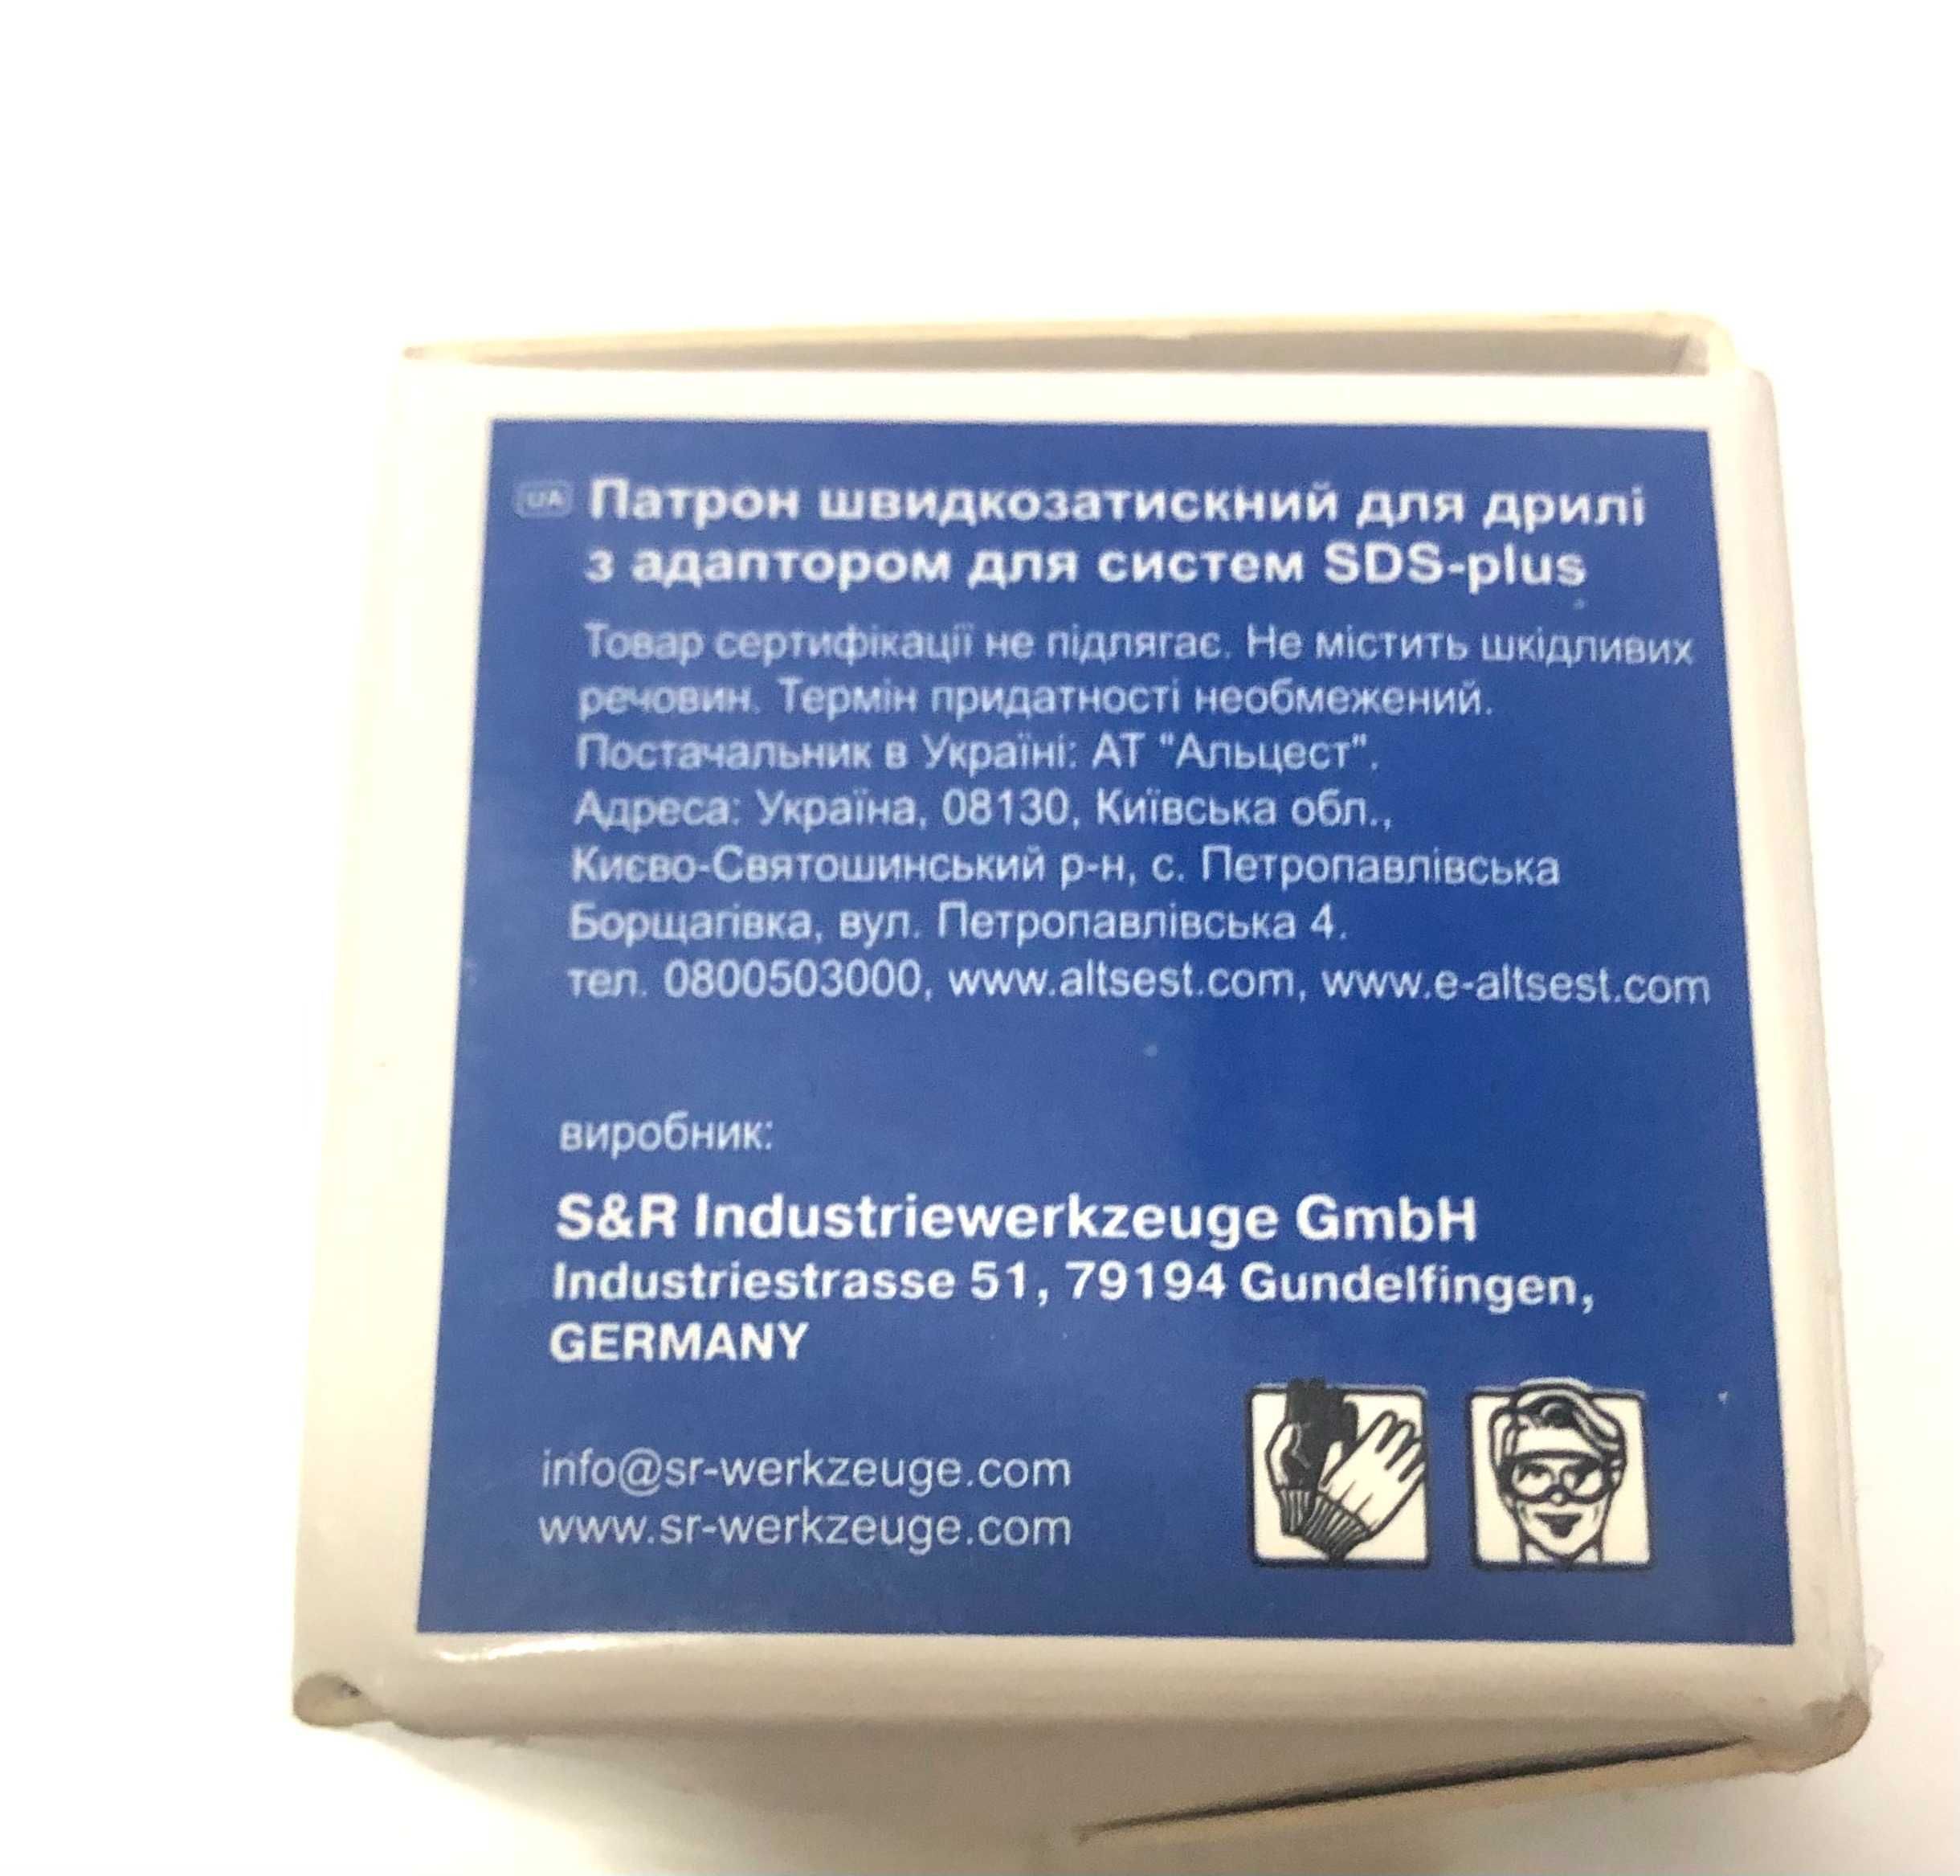 UA Патрон швидкозатискний для дрилі
з адаптором для систем SDS-plus
Товар сертифікації не підлягає. Не містить шкідливих
речовин. Термін придатності необмежений.
Постачальник в Україні: АТ "Альцест".
Адреса: Україна, 08130, Київська обл.,
Києво-Святошинський р-н, с. Петропавлівська
Борщагівка, вул. Петропавлівська 4.
тел. 0800503000, www.altsest.com, www.e-altsest.com
виробник:
S&R Industriewerkzeuge GmbH
Industriestrasse 51, 79194 Gundelfingen,
GERMANY
info@sr-werkzeuge.com
www.sr-werkzeuge.com